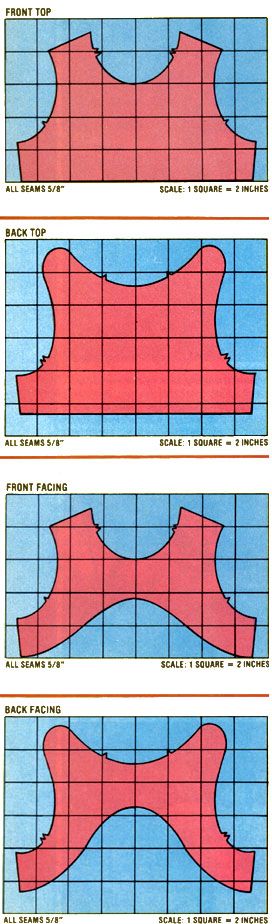 FRONT TOP
ALL SEAMS 5/8" SCALE: 1 SQUARE = 2 INCHES
BACK TOP
ALL SEAMS 5/8" SCALE: 1 SQUARE = 2 INCHES
FRONT FACING
ALL SEAMS 5/8" SCALE: 1 SQUARE = 2 INCHES
BACK FACING
ALL SEAMS 5/8" SCALE: 1 SQUARE = 2 INCHES